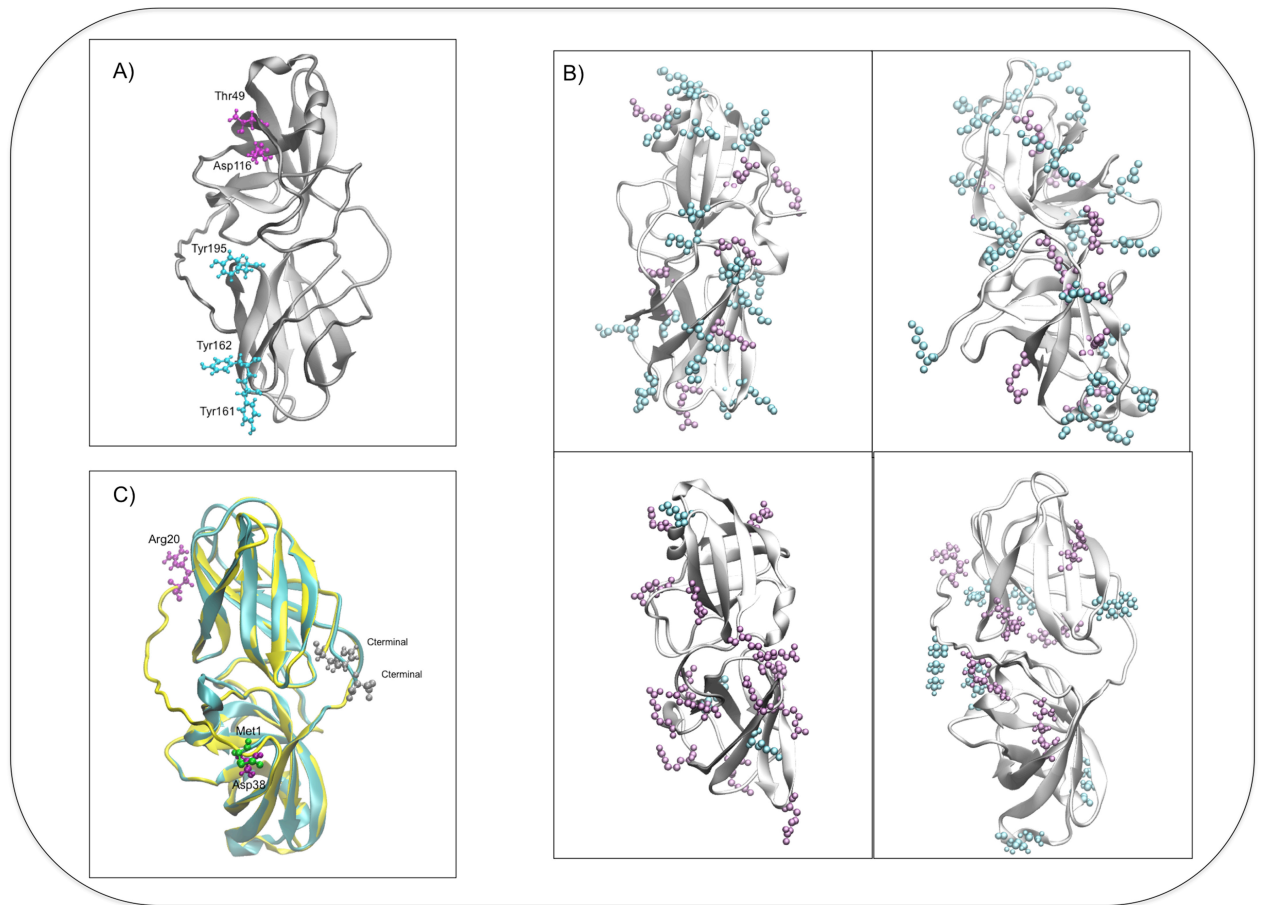 A)
Thr49
Asp116
Tyr195
Tyr162
Tyr161
B)
C)
Arg20
Cterminal
Cterminal
Met1
Asp38